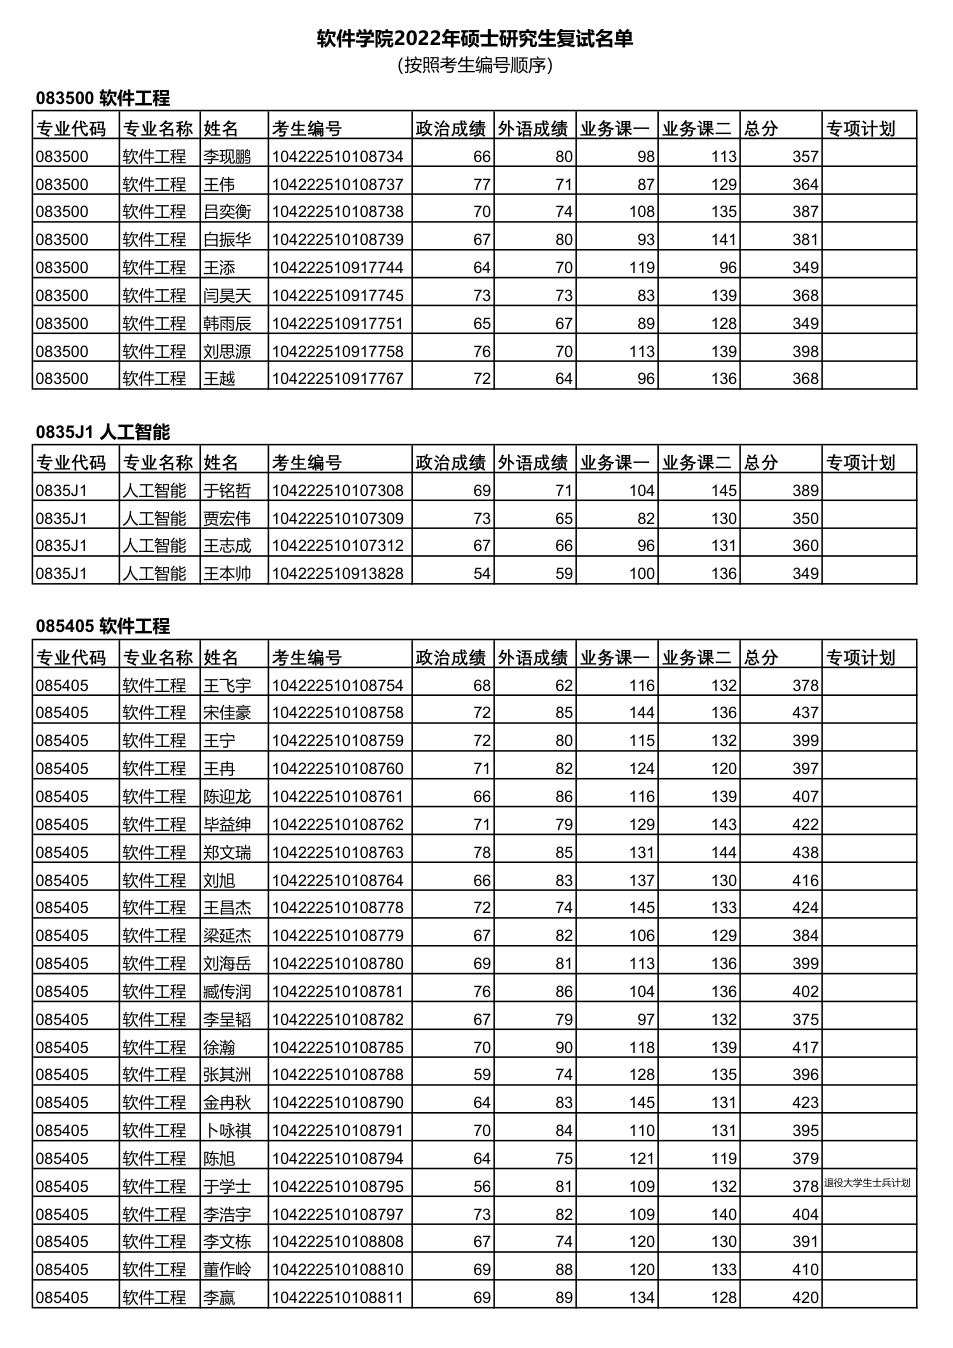 软件学院2022年硕士研究生复试名单
（按照考生编号顺序）
083500 软件工程
专业代码 专业名称 姓名 考生编号 政治成绩 外语成绩 业务课一 业务课二 总分 专项计划
083500 软件工程 李现鹏 104222510108734 66 80 98 113 357
083500 软件工程 王伟 104222510108737 77 71 87 129 364
083500 软件工程 吕奕衡 104222510108738 70 74 108 135 387
083500 软件工程 白振华 104222510108739 67 80 93 141 381
083500 软件工程 王添 104222510917744 64 70 119 96 349
083500 软件工程 闫昊天 104222510917745 73 73 83 139 368
083500 软件工程 韩雨辰 104222510917751 65 67 89 128 349
083500 软件工程 刘思源 104222510917758 76 70 113 139 398
083500 软件工程 王越 104222510917767 72 64 96 136 368
0835J1 人工智能
专业代码 专业名称 姓名 考生编号 政治成绩 外语成绩 业务课一 业务课二 总分 专项计划
0835J1 人工智能 于铭哲 104222510107308 69 71 104 145 389
0835J1 人工智能 贾宏伟 104222510107309 73 65 82 130 350
0835J1 人工智能 王志成 104222510107312 67 66 96 131 360
0835J1 人工智能 王本帅 104222510913828 54 59 100 136 349
085405 软件工程
专业代码 专业名称 姓名 考生编号 政治成绩 外语成绩 业务课一 业务课二 总分 专项计划
085405 软件工程 王飞宇 104222510108754 68 62 116 132 378
085405 软件工程 宋佳豪 104222510108758 72 85 144 136 437
085405 软件工程 王宁 104222510108759 72 80 115 132 399
085405 软件工程 王冉 104222510108760 71 82 124 120 397
085405 软件工程 陈迎龙 104222510108761 66 86 116 139 407
085405 软件工程 毕益绅 104222510108762 71 79 129 143 422
085405 软件工程 郑文瑞 104222510108763 78 85 131 144 438
085405 软件工程 刘旭 104222510108764 66 83 137 130 416
085405 软件工程 王昌杰 104222510108778 72 74 145 133 424
085405 软件工程 梁延杰 104222510108779 67 82 106 129 384
085405 软件工程 刘海岳 104222510108780 69 81 113 136 399
085405 软件工程 臧传润 104222510108781 76 86 104 136 402
085405 软件工程 李呈韬 104222510108782 67 79 97 132 375
085405 软件工程 徐瀚 104222510108785 70 90 118 139 417
085405 软件工程 张其洲 104222510108788 59 74 128 135 396
085405 软件工程 金冉秋 104222510108790 64 83 145 131 423
085405 软件工程 卜咏祺 104222510108791 70 84 110 131 395
085405 软件工程 陈旭 104222510108794 64 75 121 119 379
085405 软件工程 于学士 104222510108795 56 81 109 132 378 退役大学生士兵计划
085405 软件工程 李浩宇 104222510108797 73 82 109 140 404
085405 软件工程 李文栋 104222510108808 67 74 120 130 391
085405 软件工程 董作岭 104222510108810 69 88 120 133 410
085405 软件工程 李赢 104222510108811 69 89 134 128 420